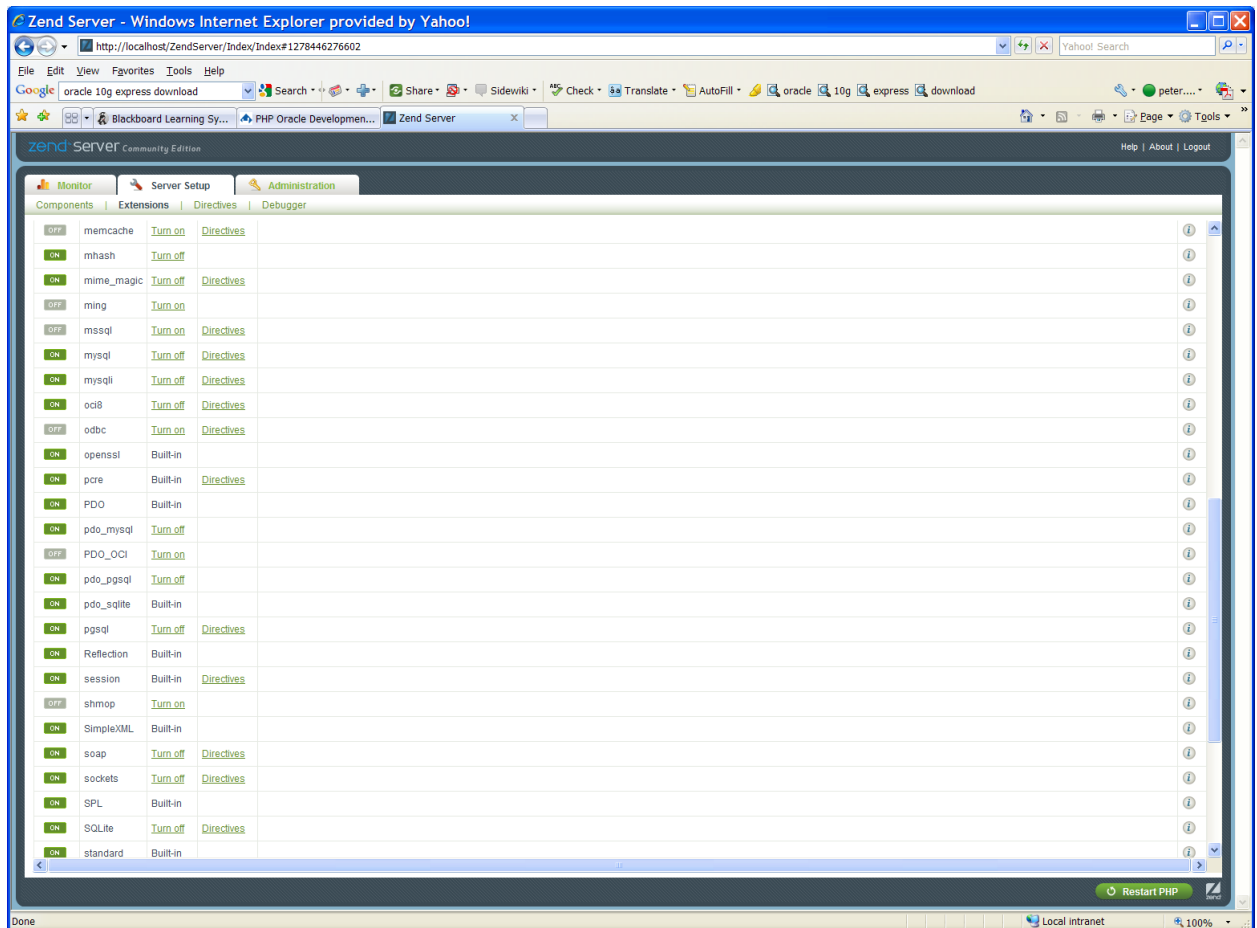 Zend Server - Windows Internet Explorer provided by Yahoo!
http://localhost/ZendServer/Index/Index#1278446276602 Yahoo! Search
File Edit View Favorites Tools Help
Google oracle 10g express download Search Share Sidewiki ABC Check aa Translate AutoFill oracle 10g express download peter....
Blackboard Learning Sy... PHP Oracle Developmen... Zend Server x Page Tools »
zend server Community Edition Help | About | Logout
Monitor Server Setup Administration
Components | Extensions | Directives | Debugger
OFF memcache Turn on Directives i
ON mhash Turn off i
ON mime_magic Turn off Directives i
OFF ming Turn on i
OFF mssql Turn on Directives i
ON mysql Turn off Directives i
ON mysqli Turn off Directives i
ON oci8 Turn off Directives i
OFF odbc Turn on Directives i
ON openssl Built-in i
ON pcre Built-in Directives i
ON PDO Built-in i
ON pdo_mysql Turn off i
OFF PDO_OCI Turn on i
ON pdo_pgsql Turn off i
ON pdo_sqlite Built-in i
ON pgsql Turn off Directives i
ON Reflection Built-in i
ON session Built-in Directives i
OFF shmop Turn on i
ON SimpleXML Built-in i
ON soap Turn off Directives i
ON sockets Turn off Directives i
ON SPL Built-in i
ON SQLite Turn off Directives i
ON standard Built-in i
Restart PHP zend
Done Local intranet 100%